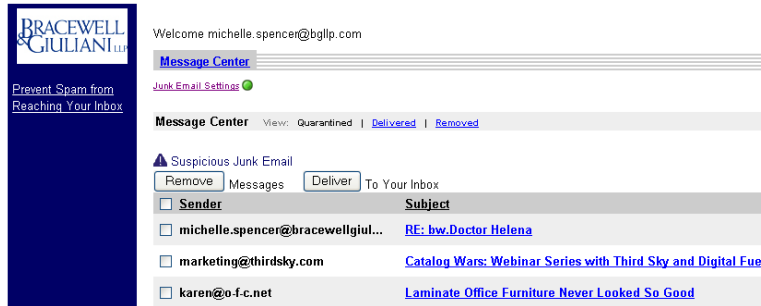 BRACEWELL
&GIULIANI LLP
Welcome michelle.spencer@bgllp.com
Message Center
Prevent Spam from
Reaching Your Inbox
Junk Email Settings
Message Center View: Quarantined | Delivered | Removed
Suspicious Junk Email
Remove Messages Deliver To Your Inbox
Sender Subject
michelle.spencer@bracewellgiul... RE: bw.Doctor Helena
marketing@thirdsky.com Catalog Wars: Webinar Series with Third Sky and Digital Fue
karen@o-f-c.net Laminate Office Furniture Never Looked So Good